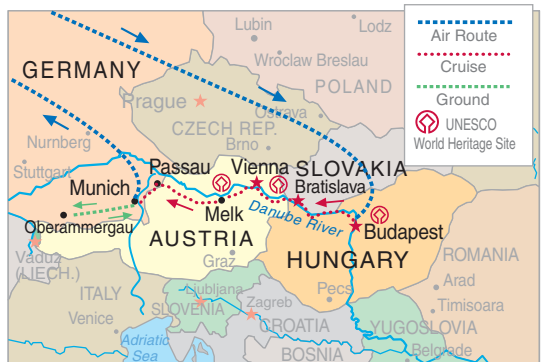 Lubin
Lodz
Air Route
Cruise
Ground
UNESCO
World Heritage Site
GERMANY
Wroclaw Breslau
POLAND
Prague
Ostrava
CZECH REP.
Nurnberg
Brno
Stuttgart
Passau
Vienna
SLOVAKIA
Munich
Bratislava
Melk
Danube River
Oberammergau
Budapest
AUSTRIA
Vaduz
(LIECH.)
Graz
HUNGARY
ROMANIA
Arad
ITALY
Ljubljana
Pecs
Zagreb
Timisoara
SLOVENIA
Venice
CROATIA
YUGOSLAVIA
Adriatic
Sea
BOSNIA
Belgrade